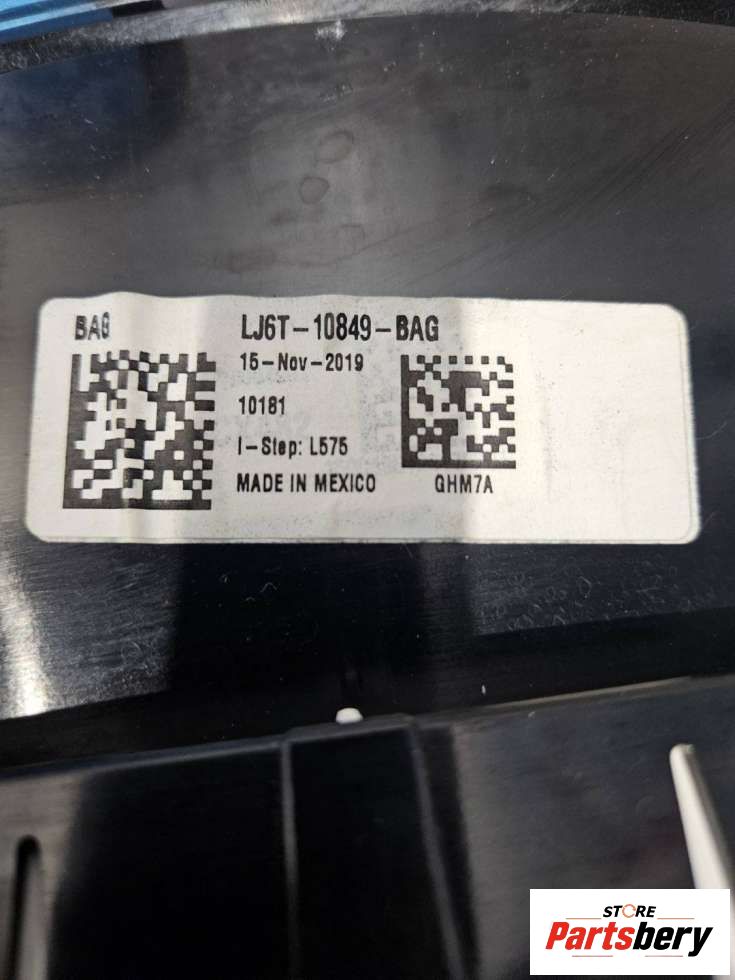 BAG
LJ6T-10849-BAG
15-Nov-2019
10181
I-Step: L575
MADE IN MEXICO
GHM7A
STORE
Partsbery